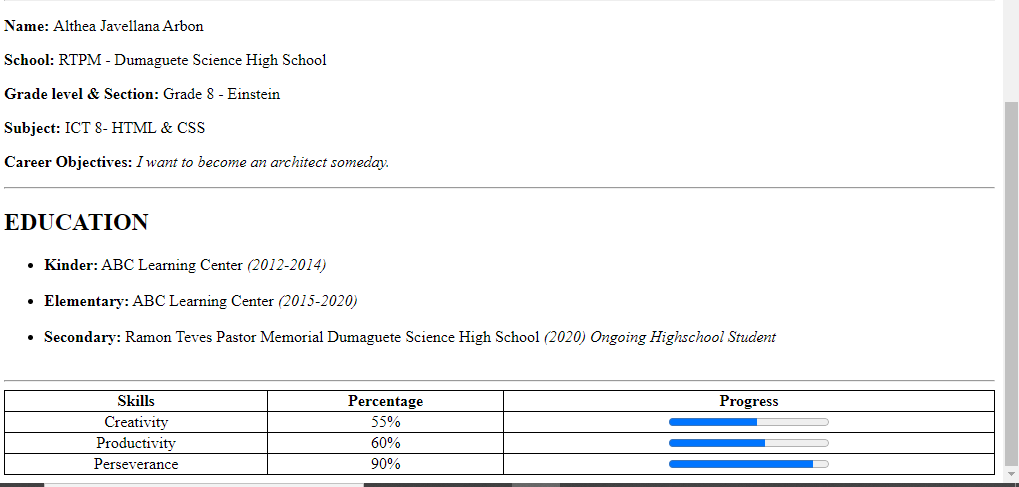 Name: Althea Javellana Arbon
School: RTPM - Dumaguete Science High School
Grade level & Section: Grade 8 - Einstein
Subject: ICT 8- HTML & CSS
Career Objectives: I want to become an architect someday.
EDUCATION
Kinder: ABC Learning Center (2012-2014)
Elementary: ABC Learning Center (2015-2020)
Secondary: Ramon Teves Pastor Memorial Dumaguete Science High School (2020) Ongoing Highschool Student
Skills Percentage Progress
Creativity 55%
Productivity 60%
Perseverance 90%